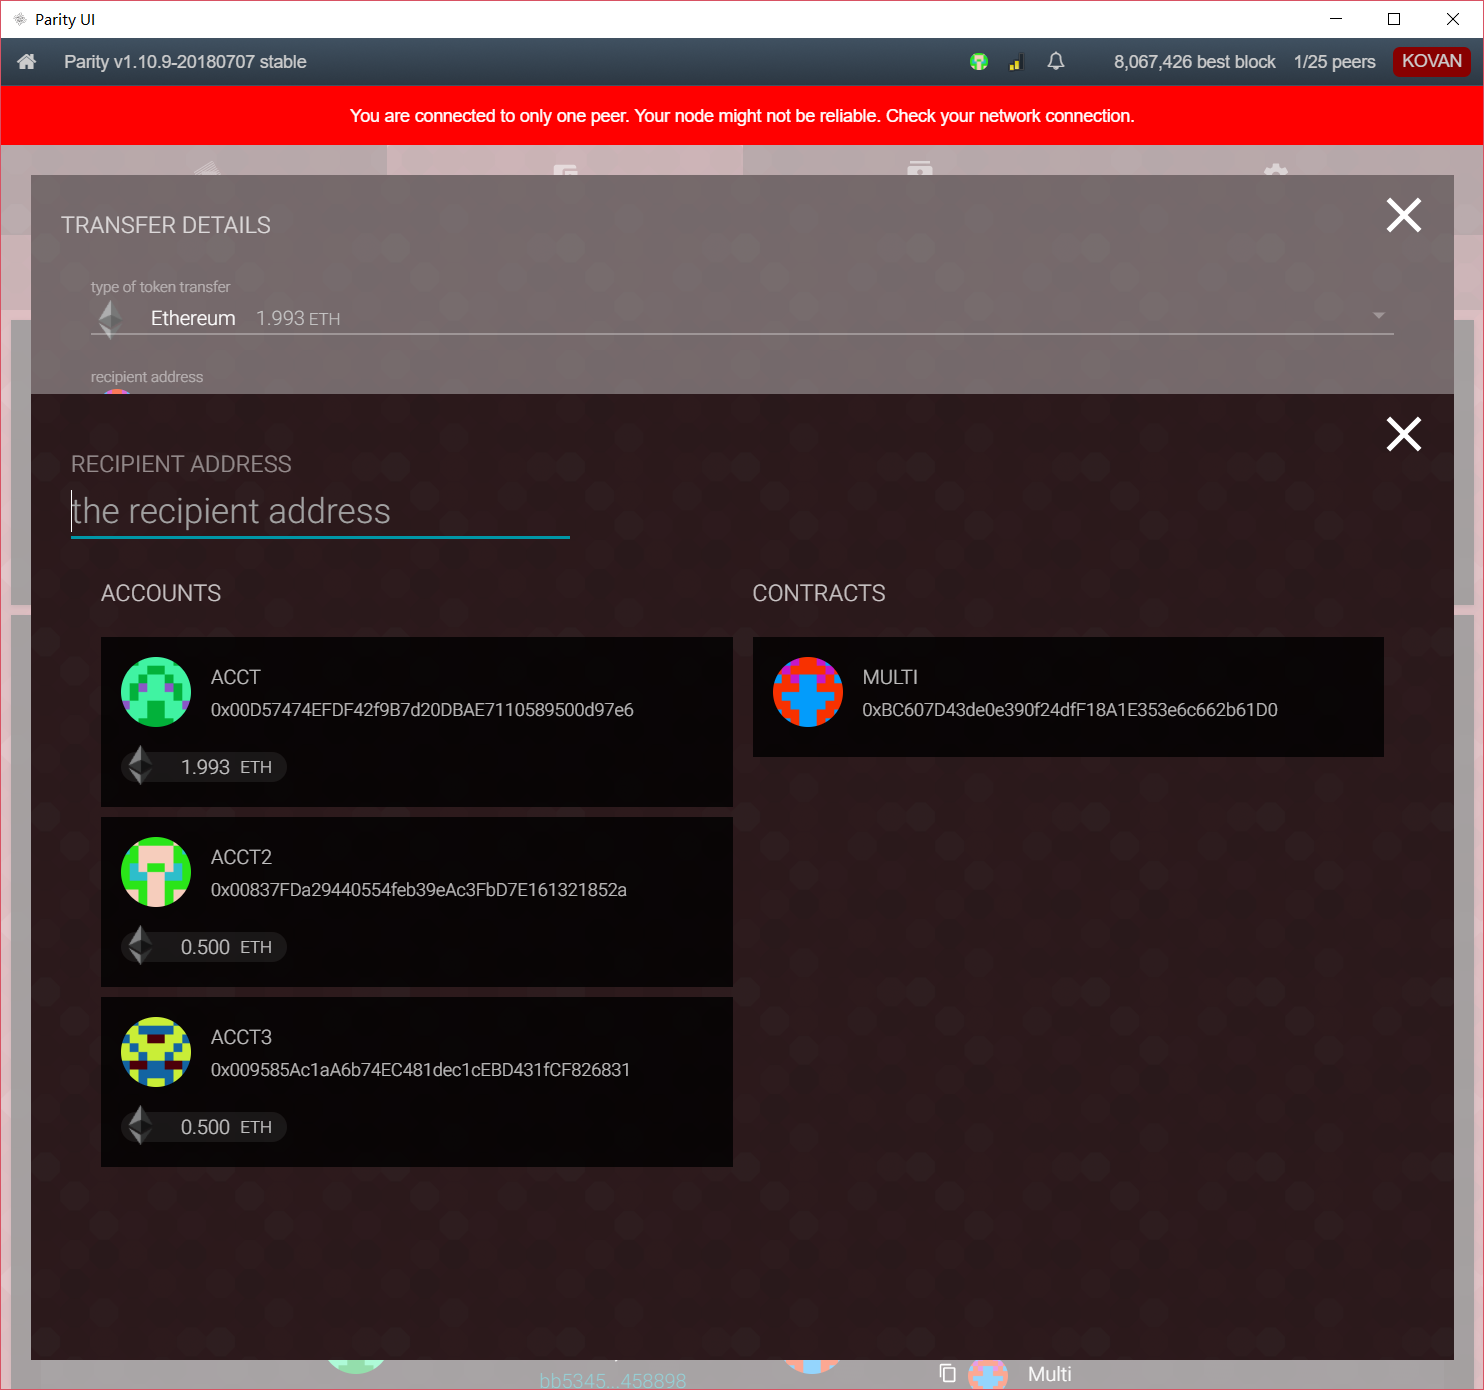 Parity UI
Parity v1.10.9-20180707 stable
8,067,426 best block 1/25 peers KOVAN
You are connected to only one peer. Your node might not be reliable. Check your network connection.
TRANSFER DETAILS
type of token transfer
Ethereum 1.993 ETH
recipient address
RECIPIENT ADDRESS
the recipient address
ACCOUNTS
ACCT
0x00D57474EFDF42f9B7d20DBAE7110589500d97e6
1.993 ETH
ACCT2
0x00837FDa29440554feb39eAc3FbD7E161321852a
0.500 ETH
ACCT3
0x009585Ac1aA6b74EC481dec1cEBD431fCF826831
0.500 ETH
CONTRACTS
MULTI
0xBC607D43de0e390f24dfF18A1E353e6c662b61D0
bb5345...458898
Multi